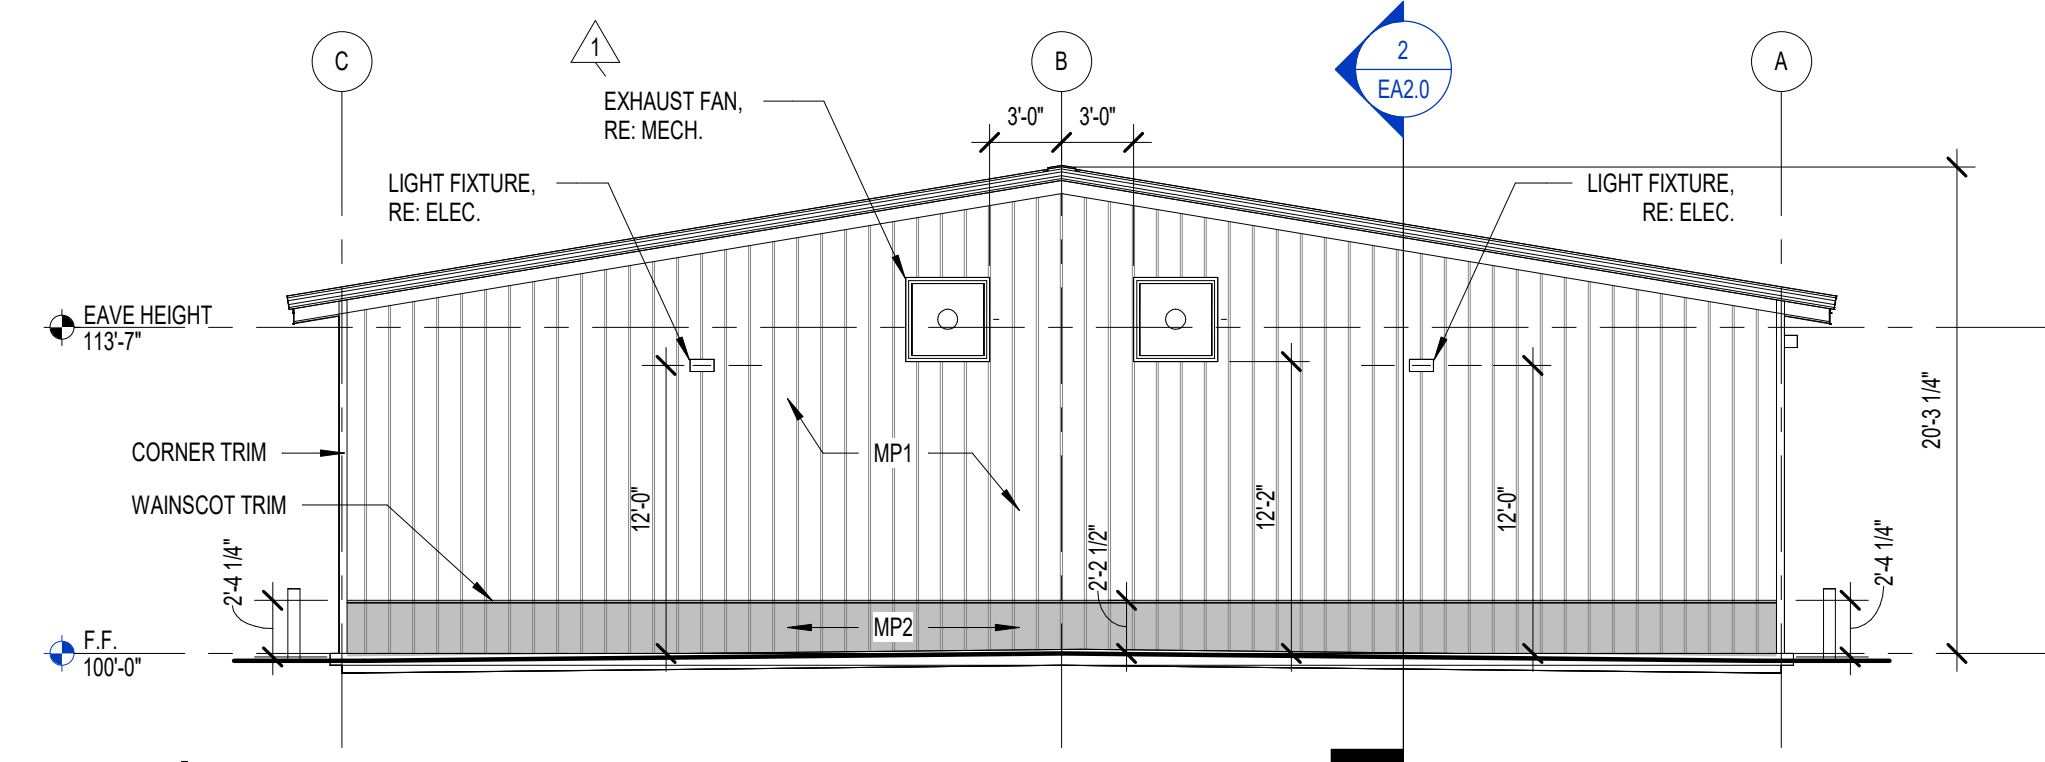 C
1
B
2
EA2.0
A
EXHAUST FAN,
RE: MECH.
3'-0"
3'-0"
LIGHT FIXTURE,
RE: ELEC.
LIGHT FIXTURE,
RE: ELEC.
EAVE HEIGHT
113'-7"
20'-3 1/4"
CORNER TRIM
MP1
WAINSCOT TRIM
12'-0"
12'-2"
12'-0"
2'-4 1/4"
2'-2 1/2"
2'-4 1/4"
MP2
F.F.
100'-0"